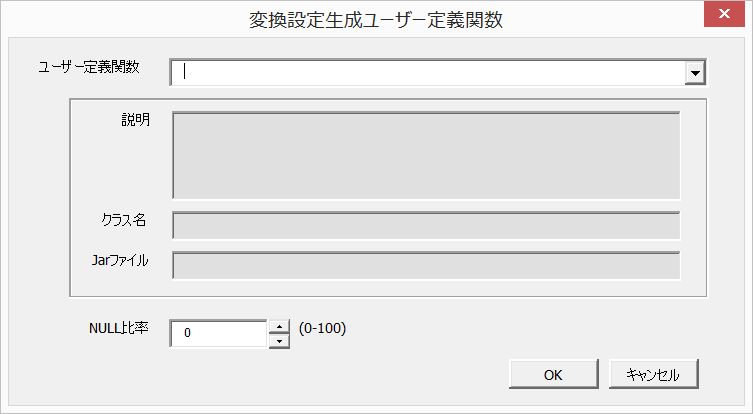 変換設定生成ユーザー定義関数
ユーザー定義関数
説明
クラス名
Jarファイル
NULL比率 0 (0-100)
OK キャンセル